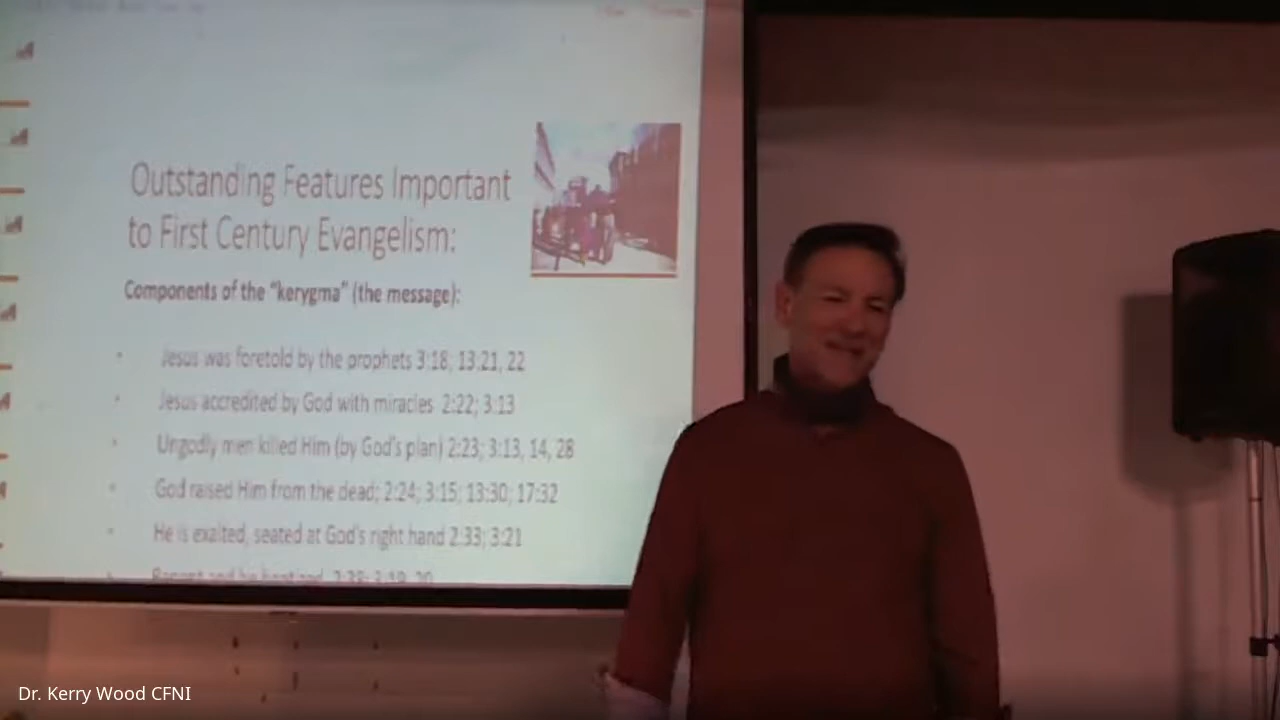 Outstanding Features Important
to First Century Evangelism:
Components of the "kerygma" (the message):
• Jesus was foretold by the prophets 3:18; 13:21, 22
• Jesus accredited by God with miracles 2:22; 3:13
• Ungodly men killed Him (by God's plan) 2:23; 3:13, 14, 28
• God raised Him from the dead; 2:24; 3:15; 13:30; 17:32
• He is exalted, seated at God's right hand 2:33; 3:21
Repent and be baptized
Dr. Kerry Wood CFNI